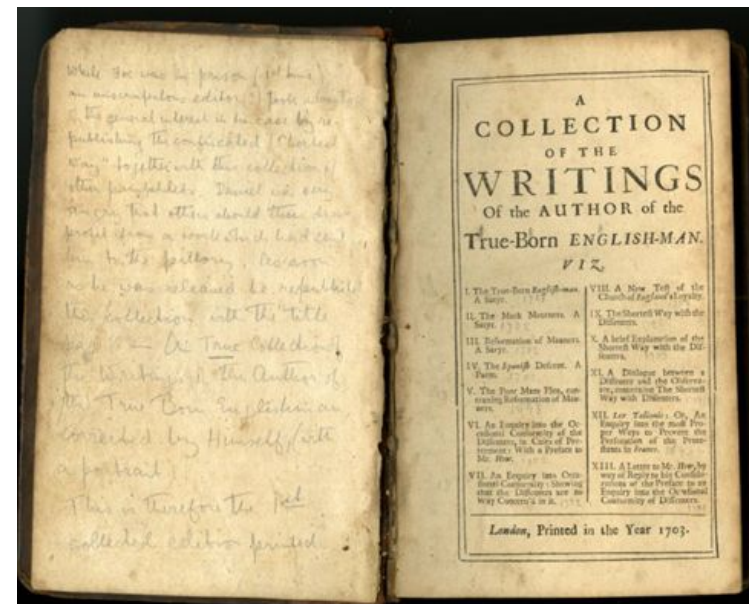 While Foe was in prison (1st time)
an unscrupulous editor took advantage
of the general interest in his case by re-
publishing the confiscated "Shortest
Way" together with this collection of
other pamphlets. Daniel was very
that others should
profit from a work which had sent
him to the pillory. As soon
as he was released he republished
this collection with the title
A True Collection of
the Writings of the Author of
the True Born Englishman
corrected by Himself, (with
a portrait)
This is therefore the 1st
collected edition printed
A
COLLECTION
OF THE
WRITINGS
Of the AUTHOR of the
True-Born ENGLISH-MAN.
VIZ,
I. The True-Born English-man.
A Satyr.
II. The Mock Mourners. A
Satyr.
III. Reformation of Manners.
A Satyr.
IV. The Spanish Descent. A
Poem.
V. The Poor Mans Plea, con-
cerning Reformation of Man-
ners.
VI. An Enquiry into the Oc-
casional Conformity of the
Dissenters, in Cases of Pre-
ferment: With a Preface to
Mr. How.
VII. An Enquiry into Occa-
sional Conformity: Shewing
that the Dissenters are no
Way Concern'd in it.
VIII. A New Test of the
Church of England's Loyalty.
IX. The Shortest Way with the
Dissenters.
X. A brief Explanation of the
Shortest Way with the Dis-
senters.
XI. A Dialogue between a
Dissenter and the Observa-
tor, concerning The Shortest
Way with Dissenters.
XII. Lex Talionis: Or, An
Enquiry into the most Pro-
per Ways to Prevent the
Persecution of the Prote-
stants in France.
XIII. A Letter to Mr. How, by
way of Reply to his Conside-
rations of the Preface to an
Enquiry into the Occasional
Conformity of Dissenters.
London, Printed in the Year 1703.